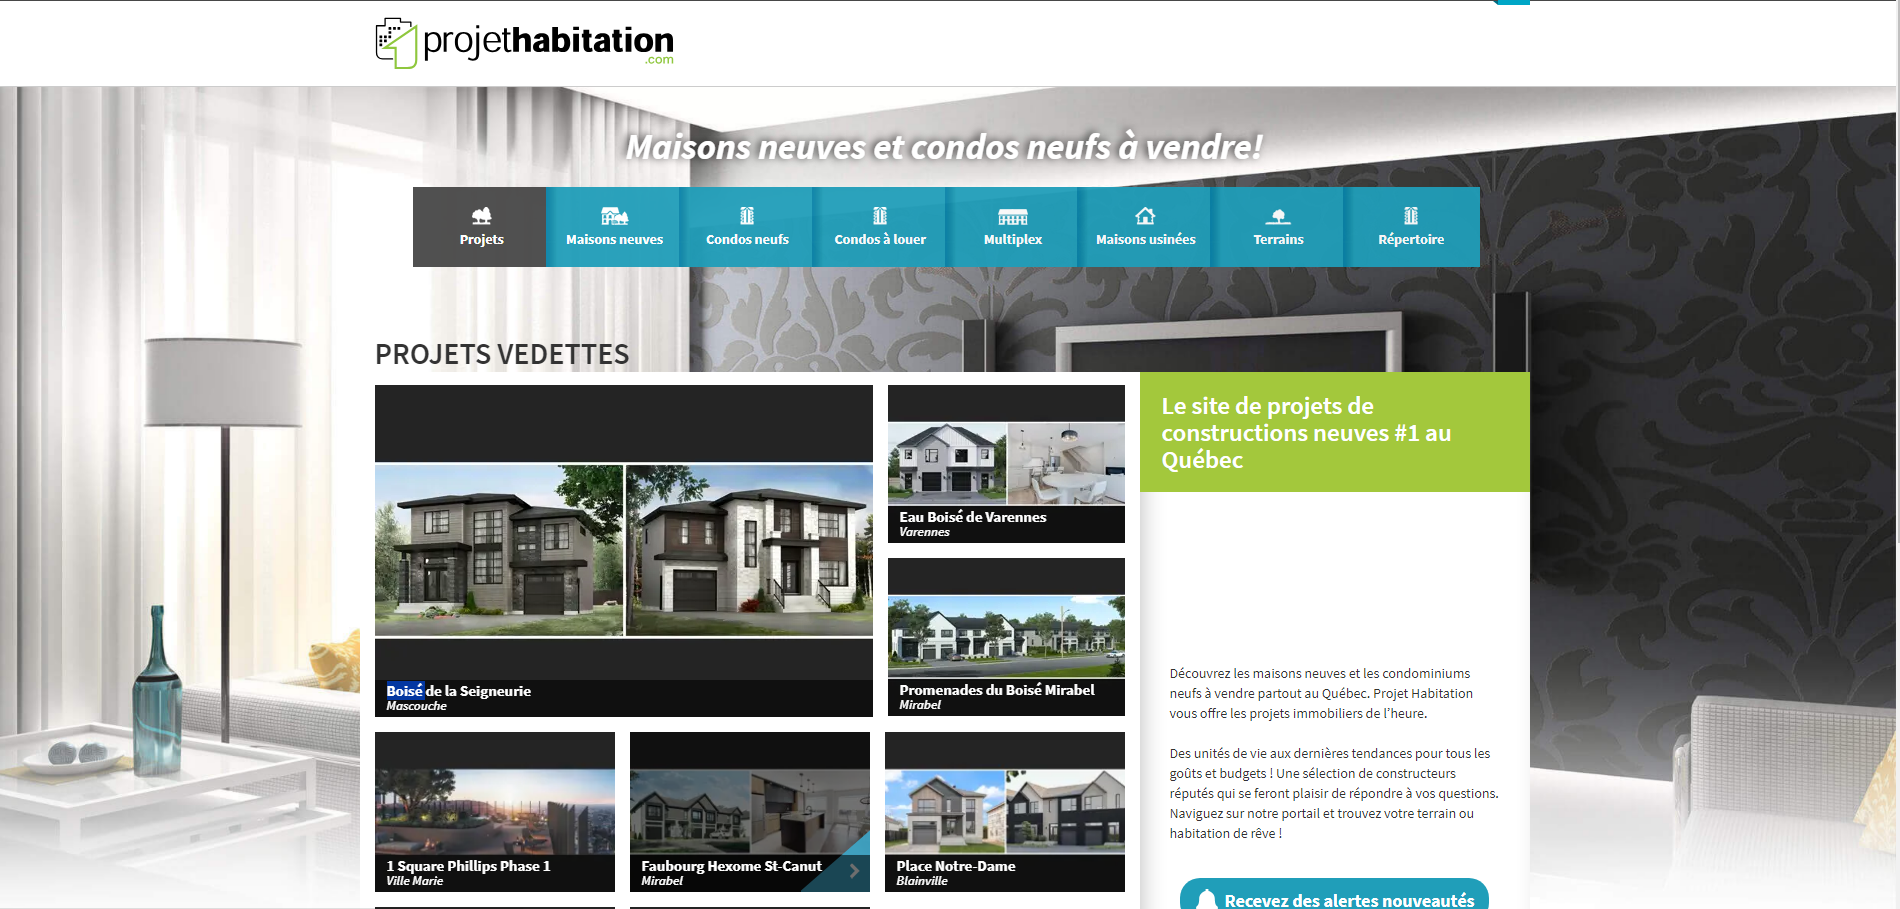 projethabitation
.com
Maisons neuves et condos neufs à vendre!
Projets
Maisons neuves
Condos neufs
Condos à louer
Multiplex
Maisons usinées
Terrains
Répertoire
PROJETS VEDETTES
Boisé de la Seigneurie
Mascouche
Eau Boisé de Varennes
Varennes
Promenades du Boisé Mirabel
Mirabel
1 Square Phillips Phase 1
Ville Marie
Faubourg Hexome St-Canut
Mirabel
Place Notre-Dame
Blainville
Le site de projets de
constructions neuves #1 au
Québec
Découvrez les maisons neuves et les condominiums
neufs à vendre partout au Québec. Projet Habitation
vous offre les projets immobiliers de l’heure.
Des unités de vie aux dernières tendances pour tous les
goûts et budgets ! Une sélection de constructeurs
réputés qui se feront plaisir de répondre à vos questions.
Naviguez sur notre portail et trouvez votre terrain ou
habitation de rêve !
Recevez des alertes nouveautés